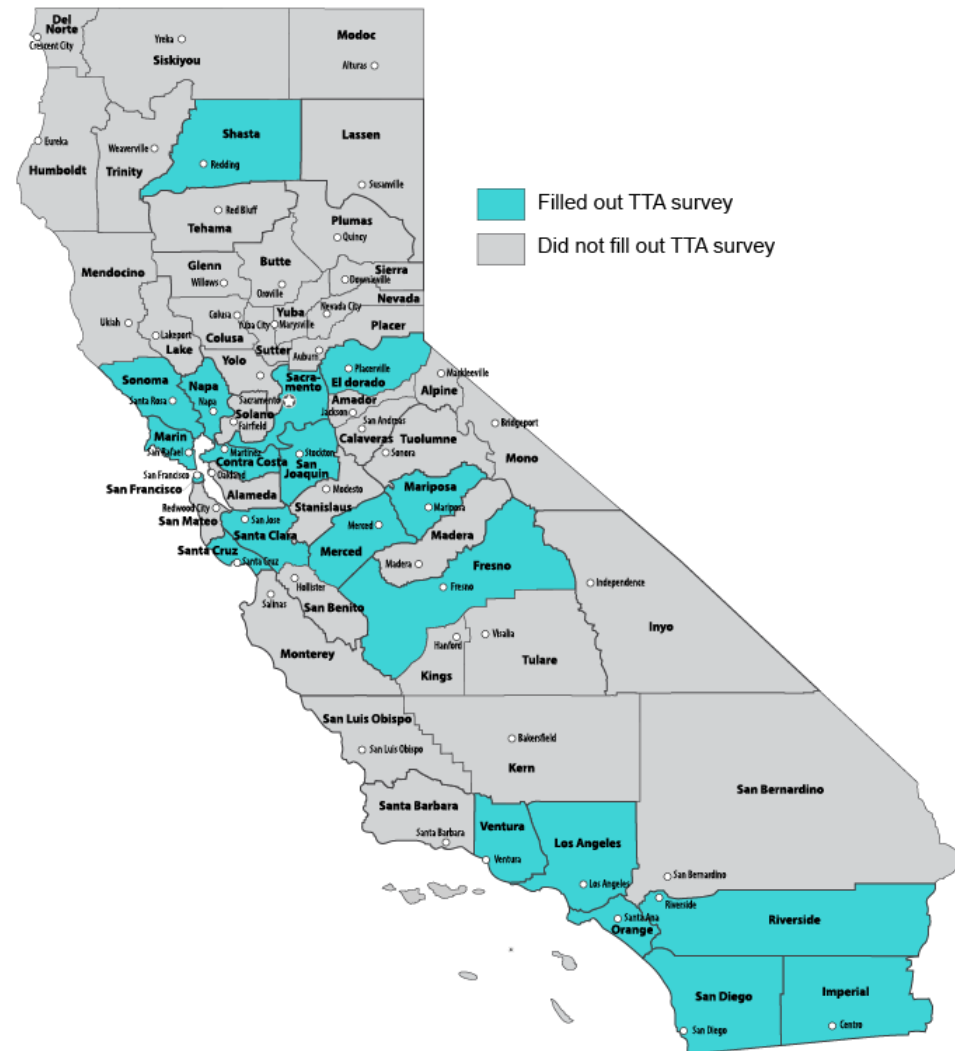 Del
Norte
Crescent City
Yreka
Siskiyou
Modoc
Alturas
Shasta
Redding
Lassen
Susanville
Eureka
Humboldt
Weaverville
Trinity
Filled out TTA survey
Did not fill out TTA survey
Red Bluff
Tehama
Plumas
Quincy
Mendocino
Ukiah
Glenn
Willows
Butte
Oroville
Downieville
Sierra
Nevada City
Nevada
Colusa
Colusa
Yuba
Yuba City
Marysville
Sutter
Placer
Auburn
Lakeport
Lake
Yolo
Sonoma
Santa Rosa
Napa
Napa
Sacra-
mento
Sacramento
Placerville
El dorado
Markleeville
Alpine
Solano
Fairfield
Amador
Jackson
San Andreas
Calaveras
Tuolumne
Sonora
Bridgeport
Mono
Marin
San Rafael
Martinez
Contra Costa
Stockton
San
Joaquin
San Francisco
San Francisco
Oakland
Alameda
Modesto
Stanislaus
Redwood City
San Mateo
San Jose
Santa Clara
Santa Cruz
Santa Cruz
Mariposa
Mariposa
Merced
Merced
Madera
Madera
Fresno
Fresno
Hollister
San Benito
Salinas
Monterey
Independence
Inyo
Hanford
Kings
Visalia
Tulare
San Luis Obispo
San Luis Obispo
Bakersfield
Kern
San Bernardino
San Bernardino
Santa Barbara
Santa Barbara
Ventura
Ventura
Los Angeles
Los Angeles
Santa Ana
Orange
Riverside
Riverside
San Diego
San Diego
Imperial
Centro